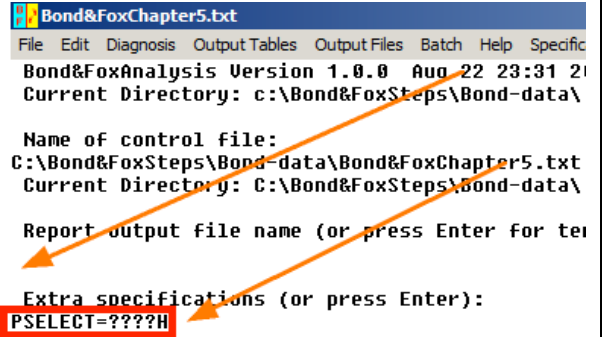 Bond&FoxChapter5.txt
File Edit Diagnosis Output Tables Output Files Batch Help Specific
Bond&FoxAnalysis Version 1.0.0 Aug 22 23:31 2
Current Directory: c:\Bond&FoxSteps\Bond-data\
Name of control file:
C:\Bond&FoxSteps\Bond-data\Bond&FoxChapter5.txt
Current Directory: C:\Bond&FoxSteps\Bond-data\
Report output file name (or press Enter for te
Extra specifications (or press Enter):
PSELECT=????H